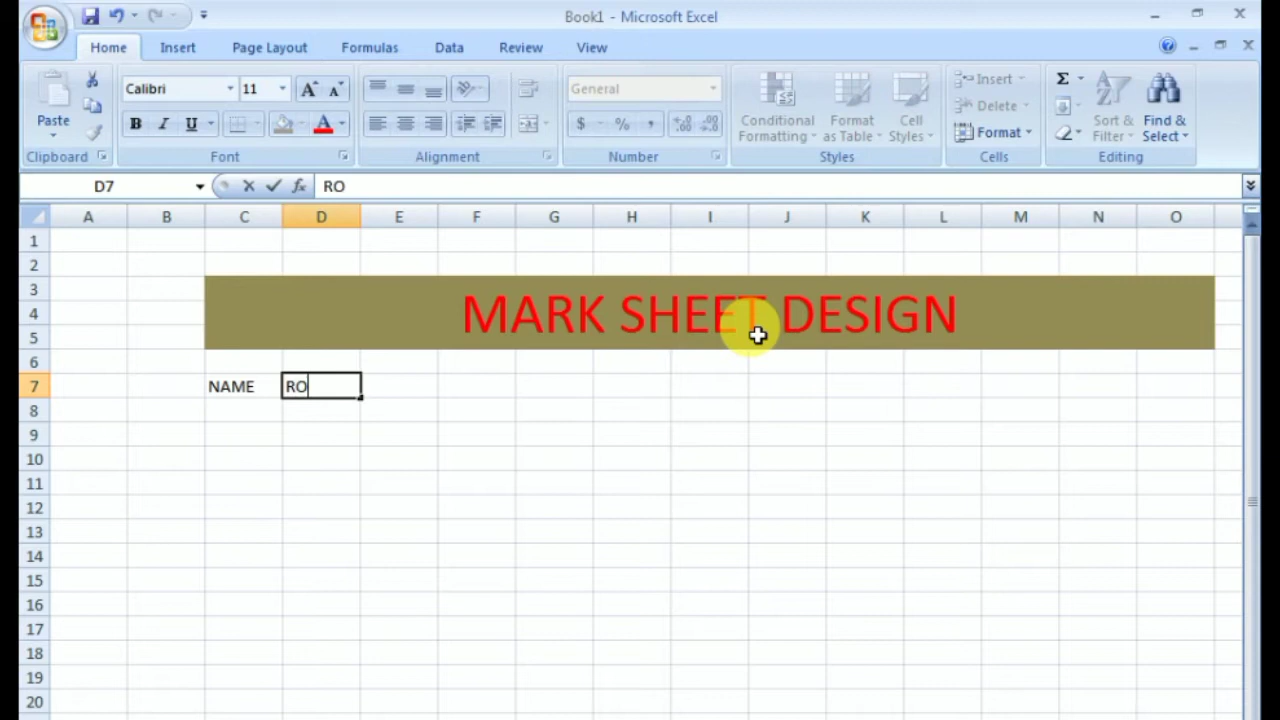 Book1 - Microsoft Excel
Home Insert Page Layout Formulas Data Review View
Calibri 11 A A General Insert Σ
Paste B I U A $ % , Conditional Formatting Format as Table Cell Styles Delete Format Sort & Filter Find & Select
Clipboard Font Alignment Number Styles Cells Editing
D7 fx RO
A B C D E F G H I J K L M N O
1
2
3
4 MARK SHEET DESIGN
5
6
7 NAME RO
8
9
10
11
12
13
14
15
16
17
18
19
20